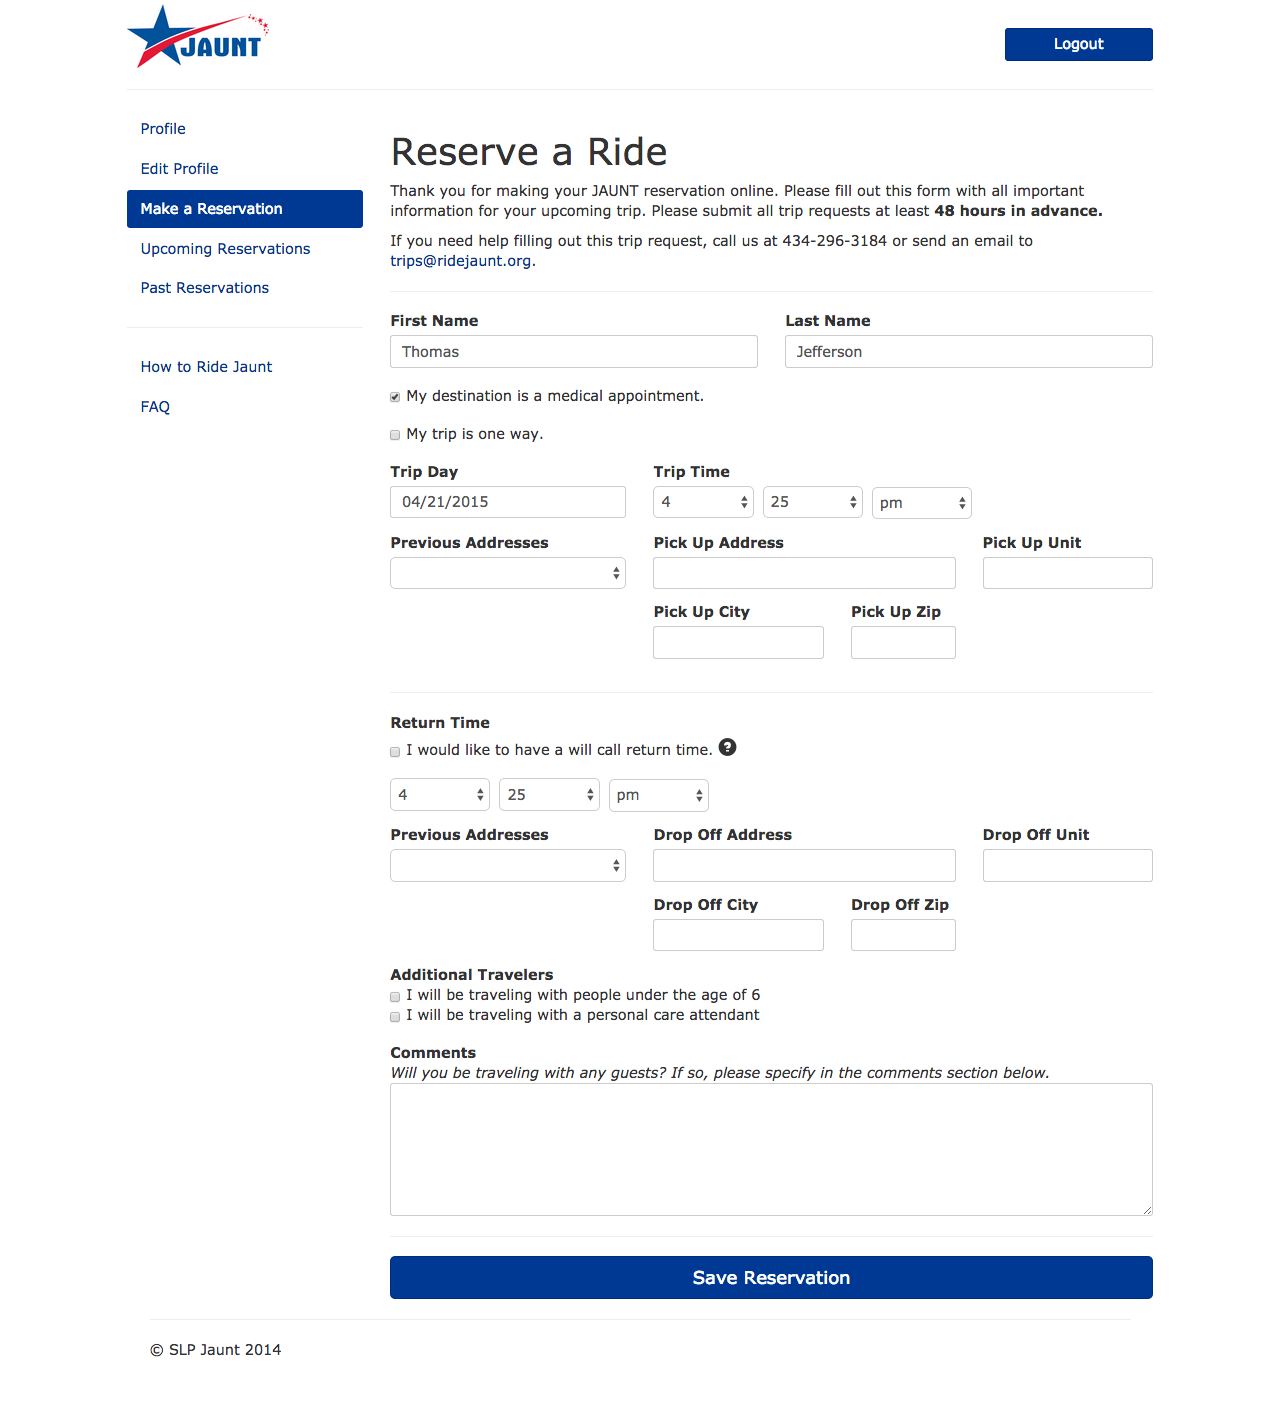 JAUNT
Logout
Profile
Edit Profile
Make a Reservation
Upcoming Reservations
Past Reservations
How to Ride Jaunt
FAQ
Reserve a Ride
Thank you for making your JAUNT reservation online. Please fill out this form with all important
information for your upcoming trip. Please submit all trip requests at least 48 hours in advance.
If you need help filling out this trip request, call us at 434-296-3184 or send an email to
trips@ridejaunt.org.
First Name Last Name
Thomas Jefferson
My destination is a medical appointment.
My trip is one way.
Trip Day Trip Time
04/21/2015 4 25 pm
Previous Addresses Pick Up Address Pick Up Unit
Pick Up City Pick Up Zip
Return Time
I would like to have a will call return time. ?
4 25 pm
Previous Addresses Drop Off Address Drop Off Unit
Drop Off City Drop Off Zip
Additional Travelers
I will be traveling with people under the age of 6
I will be traveling with a personal care attendant
Comments
Will you be traveling with any guests? If so, please specify in the comments section below.
Save Reservation
© SLP Jaunt 2014